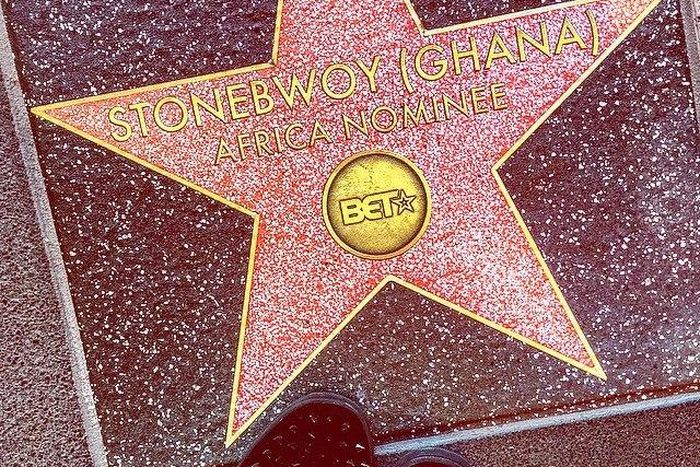 STONEBWOY (GHANA)
AFRICA NOMINEE
BET